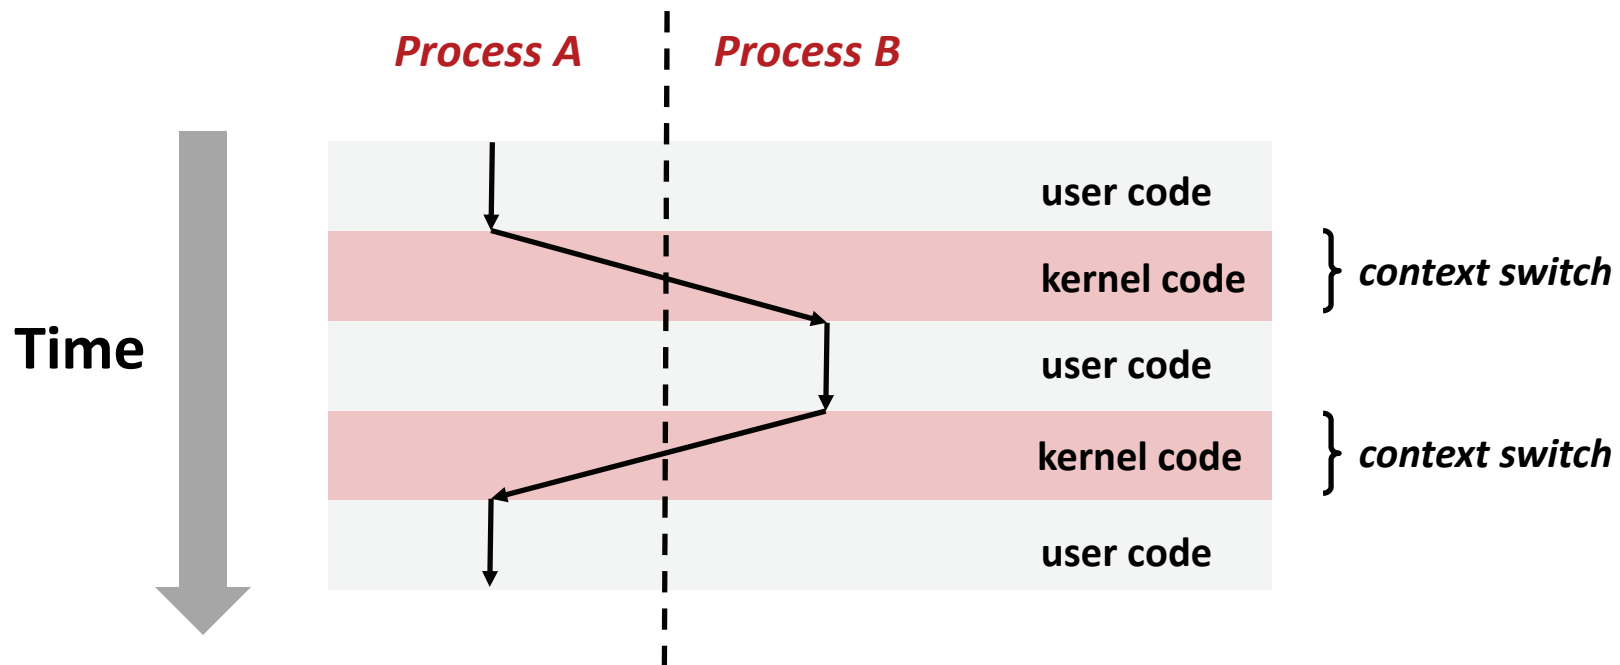 Process A
Process B
user code
kernel code
context switch
Time
user code
kernel code
context switch
user code